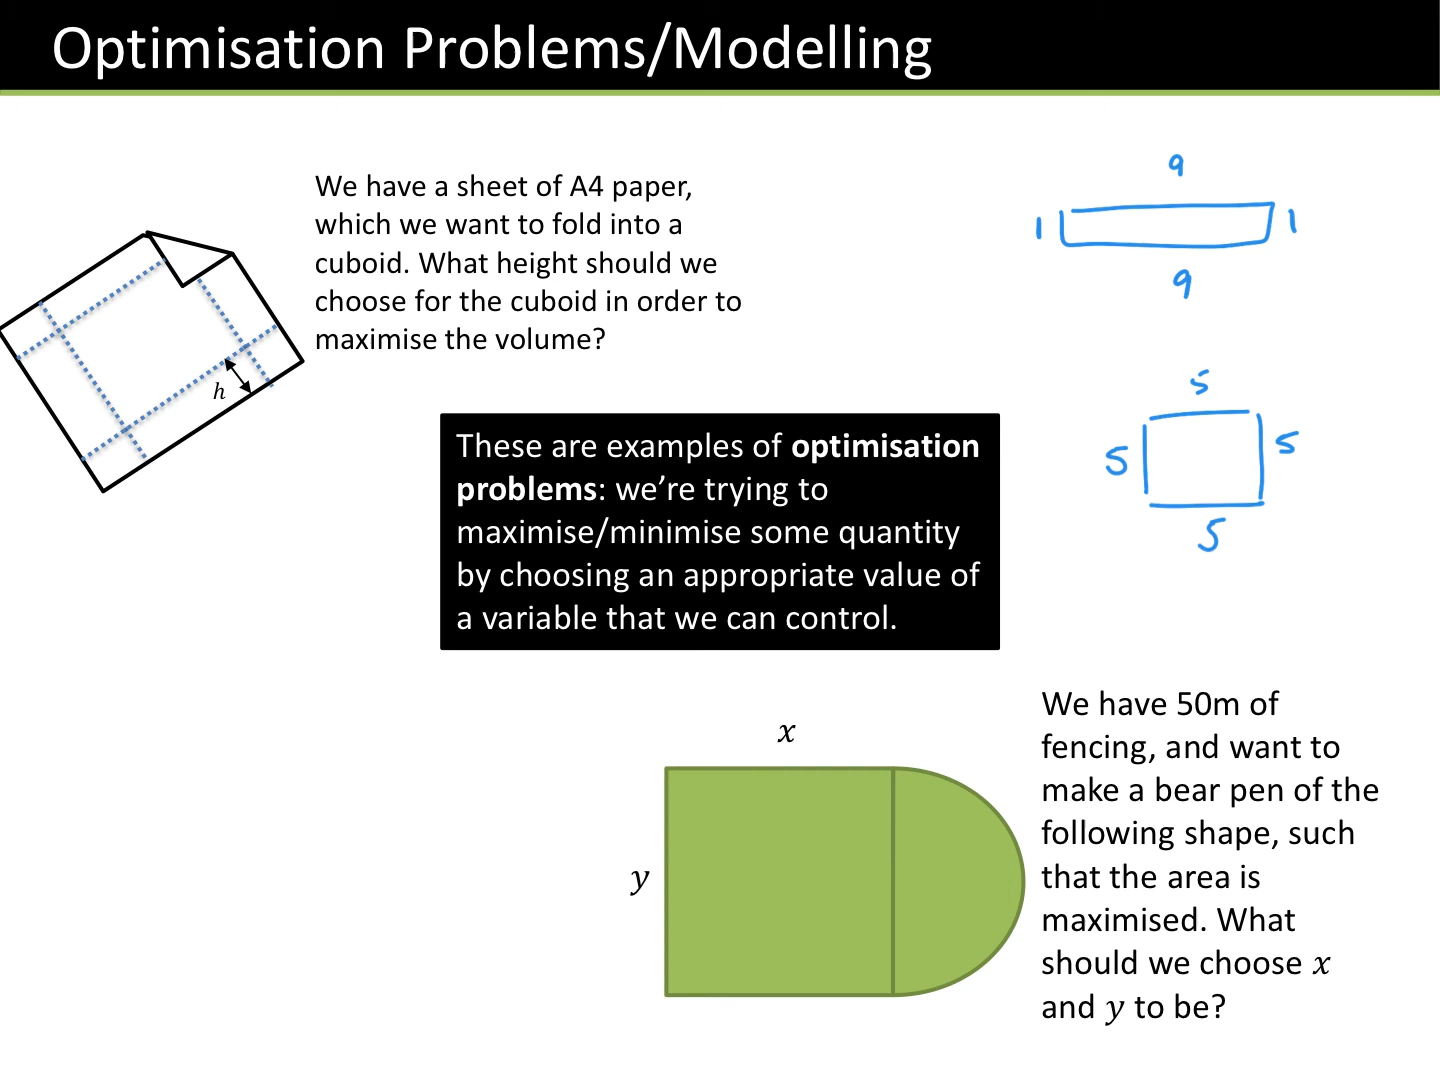 Optimisation Problems/Modelling
We have a sheet of A4 paper,
which we want to fold into a
cuboid. What height should we
choose for the cuboid in order to
maximise the volume?
h
9
1
1
9
5
5
5
5
These are examples of optimisation
problems: we’re trying to
maximise/minimise some quantity
by choosing an appropriate value of
a variable that we can control.
x
y
We have 50m of
fencing, and want to
make a bear pen of the
following shape, such
that the area is
maximised. What
should we choose x
and y to be?